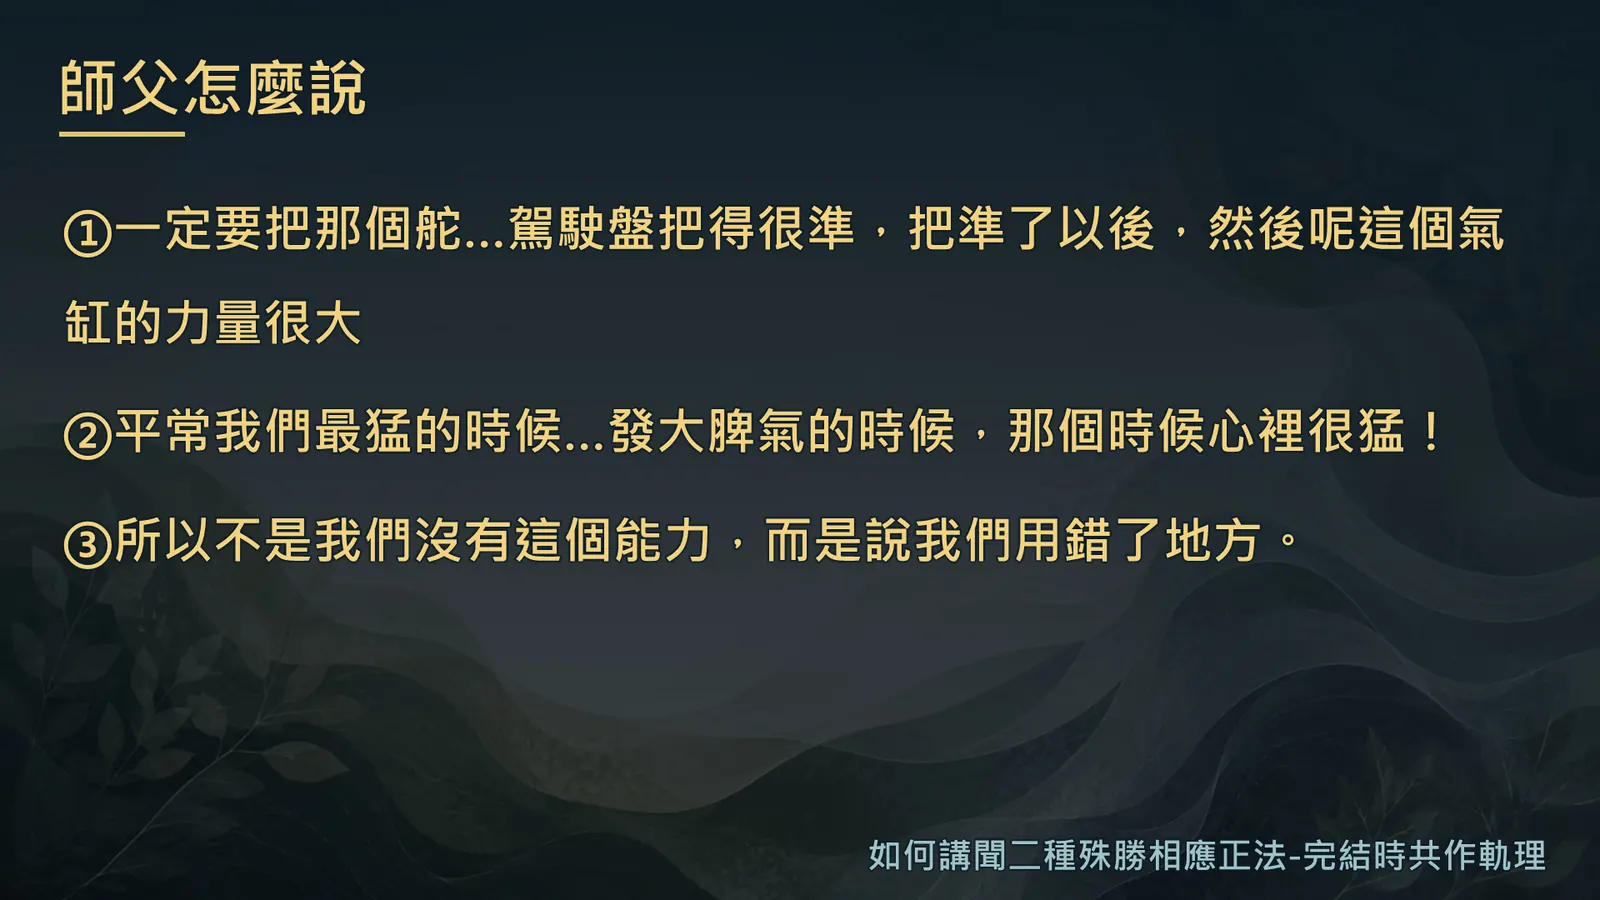 師父怎麼說
①一定要把那個舵...駕駛盤把得很準，把準了以後，然後呢這個氣
缸的力量很大
②平常我們最猛的時候...發大脾氣的時候，那個時候心裡很猛！
③所以不是我們沒有這個能力，而是說我們用錯了地方。
如何講聞二種殊勝相應正法-完結時共作軌理